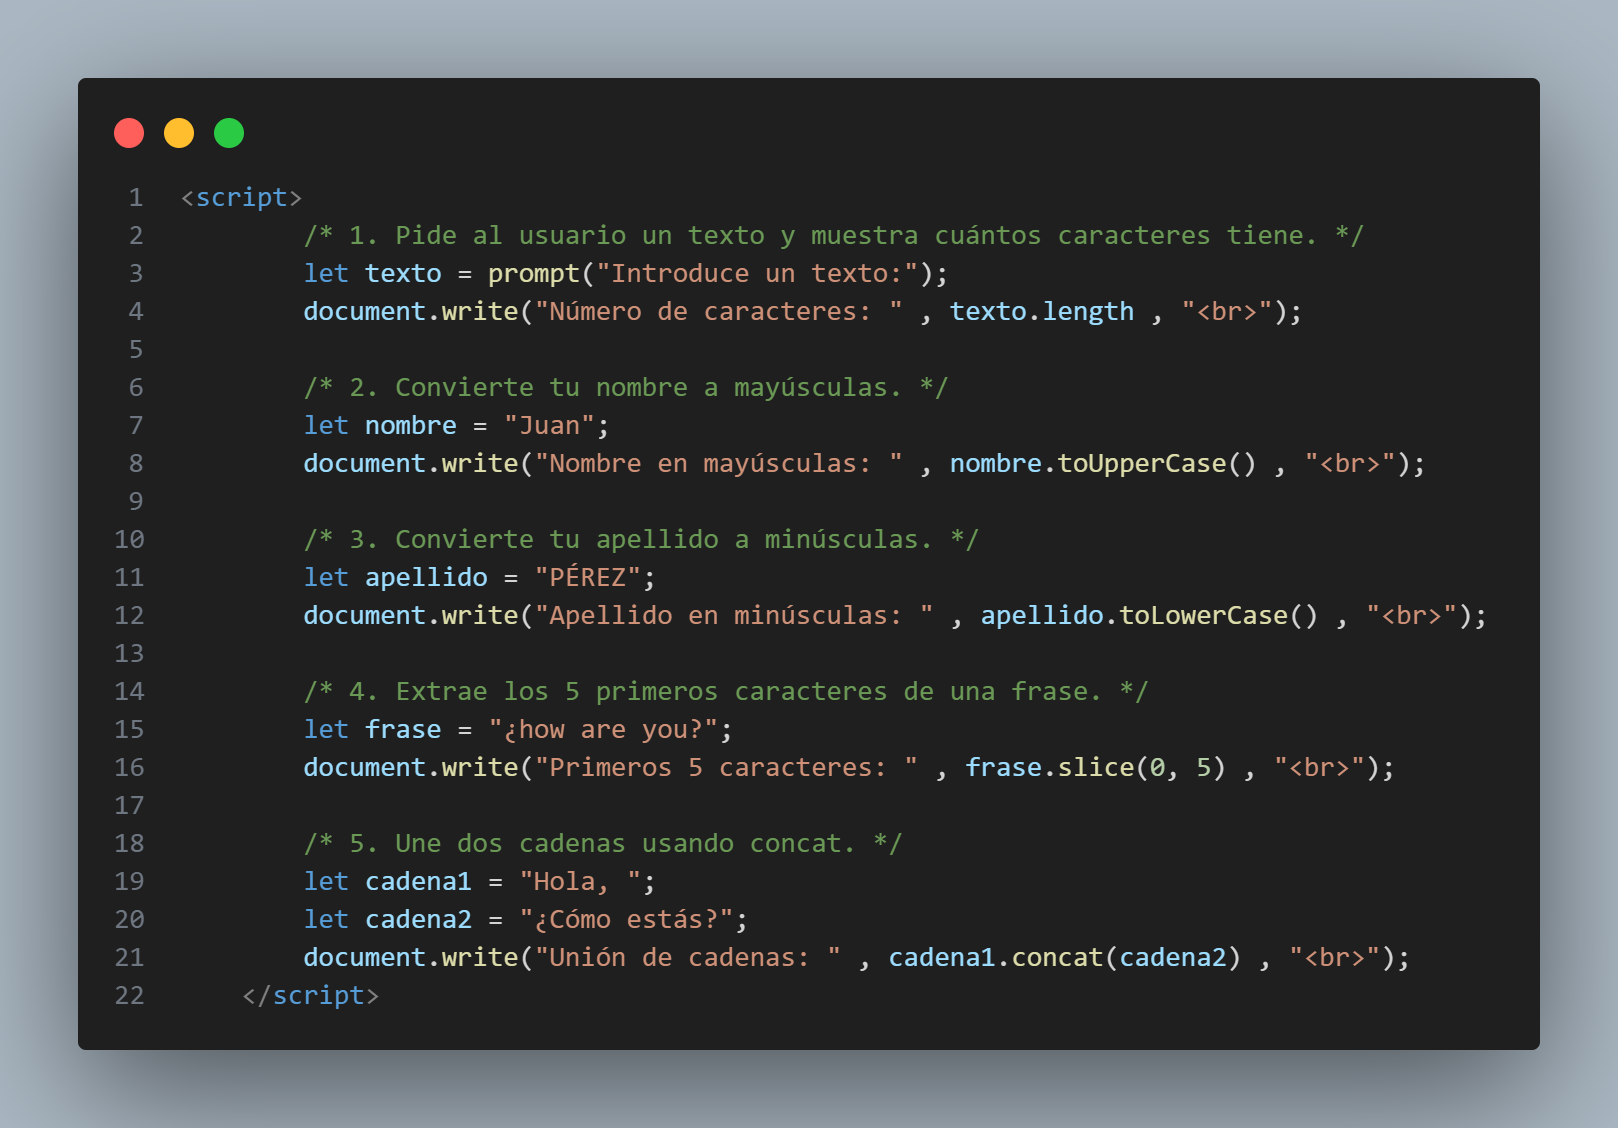 1 <script>
2 /* 1. Pide al usuario un texto y muestra cuántos caracteres tiene. */
3 let texto = prompt("Introduce un texto:");
4 document.write("Número de caracteres: " , texto.length , "<br>");
5
6 /* 2. Convierte tu nombre a mayúsculas. */
7 let nombre = "Juan";
8 document.write("Nombre en mayúsculas: " , nombre.toUpperCase() , "<br>");
9
10 /* 3. Convierte tu apellido a minúsculas. */
11 let apellido = "PÉREZ";
12 document.write("Apellido en minúsculas: " , apellido.toLowerCase() , "<br>");
13
14 /* 4. Extrae los 5 primeros caracteres de una frase. */
15 let frase = "¿how are you?";
16 document.write("Primeros 5 caracteres: " , frase.slice(0, 5) , "<br>");
17
18 /* 5. Une dos cadenas usando concat. */
19 let cadena1 = "Hola, ";
20 let cadena2 = "¿Cómo estás?";
21 document.write("Unión de cadenas: " , cadena1.concat(cadena2) , "<br>");
22 </script>